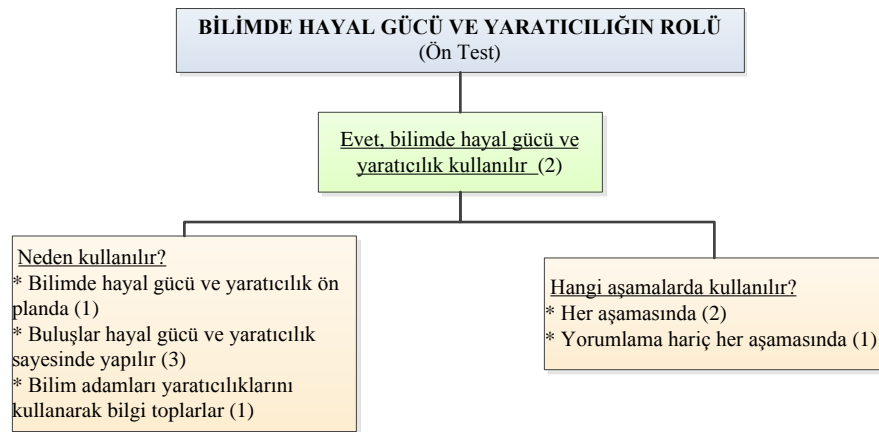 BİLİMDE HAYAL GÜCÜ VE YARATICILIĞIN ROLÜ
(Ön Test)
Evet, bilimde hayal gücü ve
yaratıcılık kullanılır (2)
Neden kullanılır?
* Bilimde hayal gücü ve yaratıcılık ön
planda (1)
* Buluşlar hayal gücü ve yaratıcılık
sayesinde yapılır (3)
* Bilim adamları yaratıcılıklarını
kullanarak bilgi toplarlar (1)
Hangi aşamalarda kullanılır?
* Her aşamasında (2)
* Yorumlama hariç her aşamasında (1)